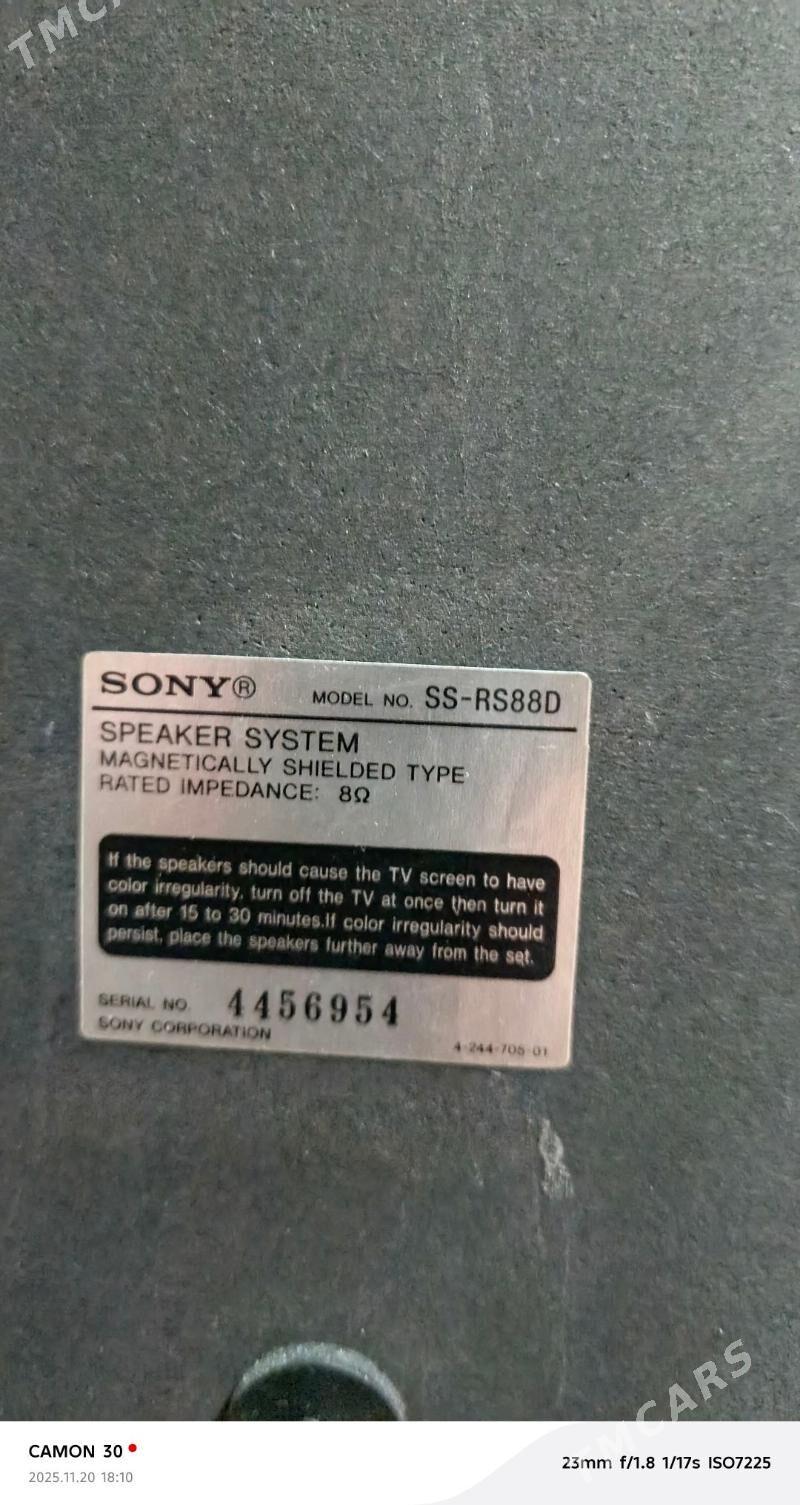 TMCA
SONY®
MODEL NO. SS-RS88D
SPEAKER SYSTEM
MAGNETICALLY SHIELDED TYPE
RATED IMPEDANCE: 8Ω
If the speakers should cause the TV screen to have
color irregularity, turn off the TV at once then turn it
on after 15 to 30 minutes.If color irregularity should
persist, place the speakers further away from the set.
SERIAL NO. 4456954
SONY CORPORATION
4-244-705-01
TMCARS
CAMON 30
2025.11.20 18:10
23mm f/1.8 1/17s ISO7225